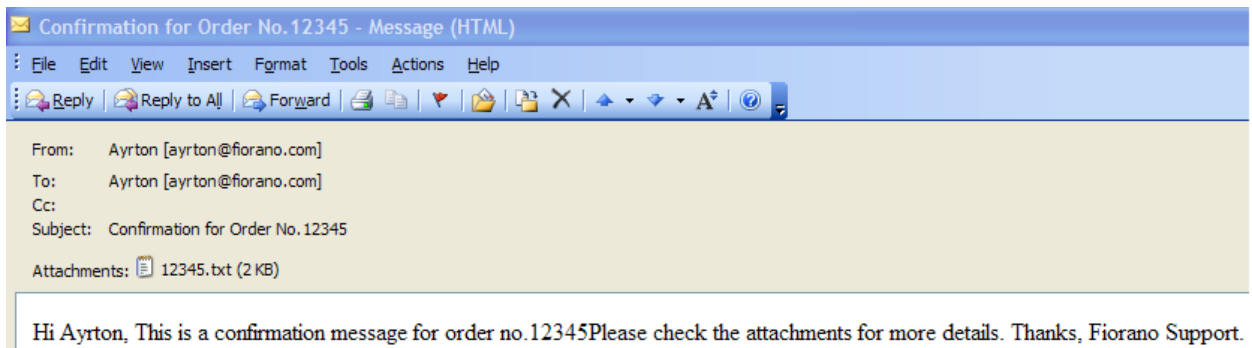 Confirmation for Order No.12345 - Message (HTML)
File Edit View Insert Format Tools Actions Help
Reply Reply to All Forward A
From: Ayrton [ayrton@fiorano.com]
To: Ayrton [ayrton@fiorano.com]
Cc:
Subject: Confirmation for Order No.12345
Attachments: 12345.txt (2 KB)
Hi Ayrton, This is a confirmation message for order no.12345Please check the attachments for more details. Thanks, Fiorano Support.